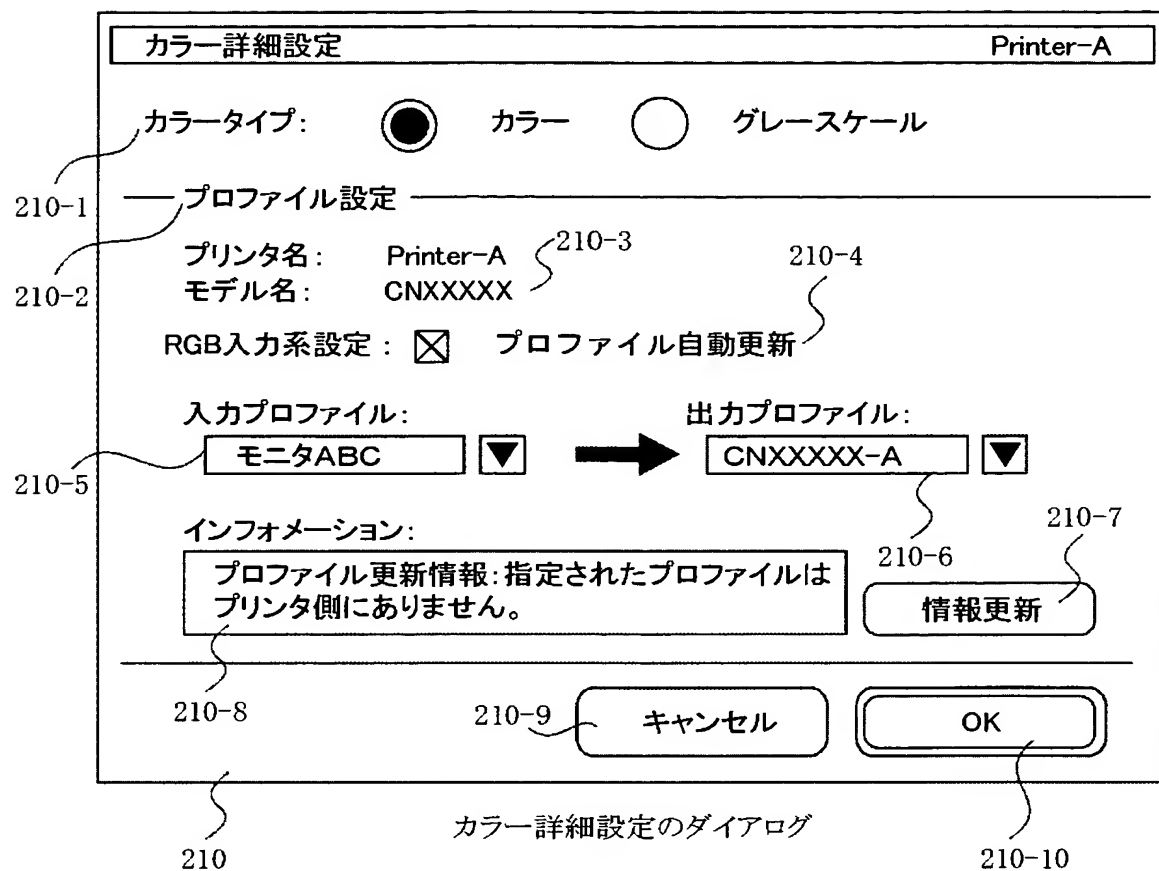 カラー詳細設定 Printer-A
カラータイプ: カラー グレースケール
210-1
プロファイル設定
210-2
プリンタ名: Printer-A
210-3
210-4
モデル名: CNXXXXX
RGB入力系設定: プロファイル自動更新
入力プロファイル: 出力プロファイル:
モニタABC CNXXXXX-A
210-5
インフォメーション:
210-6
210-7
プロファイル更新情報:指定されたプロファイルは
プリンタ側にありません。
情報更新
210-8
210-9
キャンセル OK
カラー詳細設定のダイアログ
210
210-10